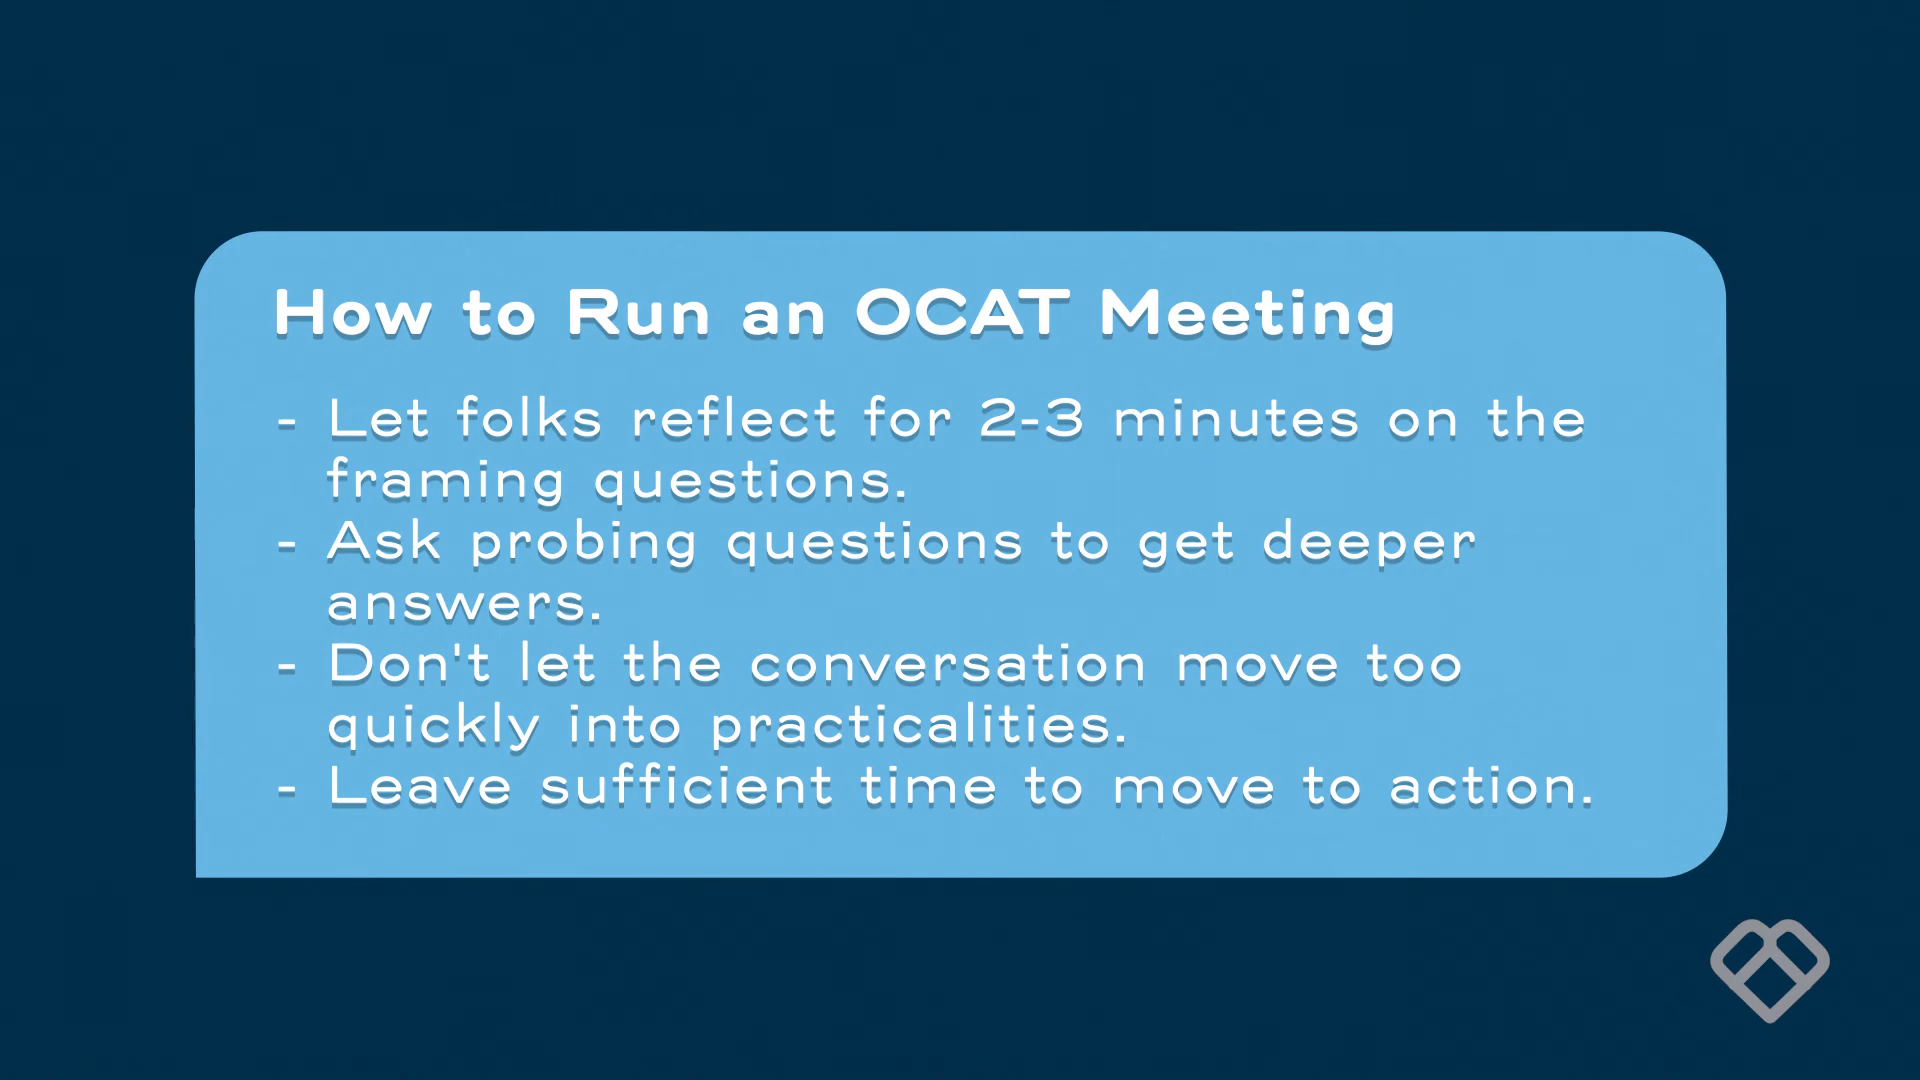 How to Run an OCAT Meeting
- Let folks reflect for 2-3 minutes on the
framing questions.
- Ask probing questions to get deeper
answers.
- Don't let the conversation move too
quickly into practicalities.
- Leave sufficient time to move to action.